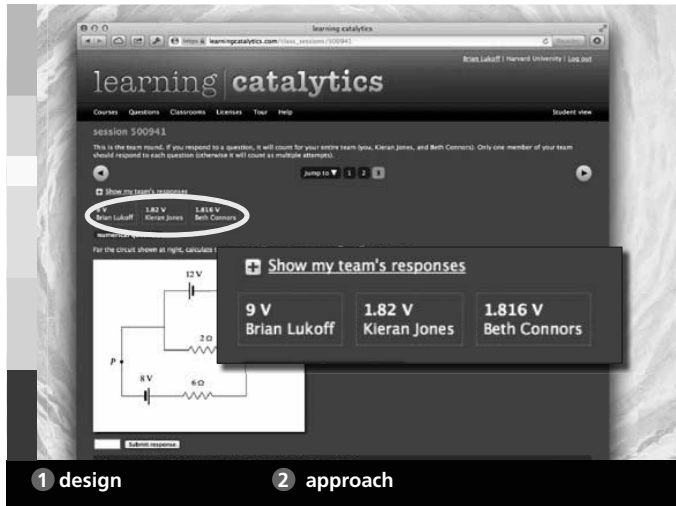 learning catalytics
learningcatalytics.com/class_sessions/500941
Reader
Brian Lukoff | Harvard University | Log out
learning | catalytics
Courses Questions Classrooms Licenses Tour Help Student view
session 500941
This is the team round. If you respond to a question, it will count for your entire team (you, Kieran Jones, and Beth Connors). Only one member of your team
should respond to each question (otherwise it will count as multiple attempts).
Jump to ▼ 1 2 3
Show my team's responses
9 V 1.82 V 1.816 V
Brian Lukoff Kieran Jones Beth Connors
For the circuit shown at right, calculate
Show my team's responses
9 V 1.82 V 1.816 V
Brian Lukoff Kieran Jones Beth Connors
12 V
2 Ω
P
8 V 6 Ω
Submit response
1 design 2 approach